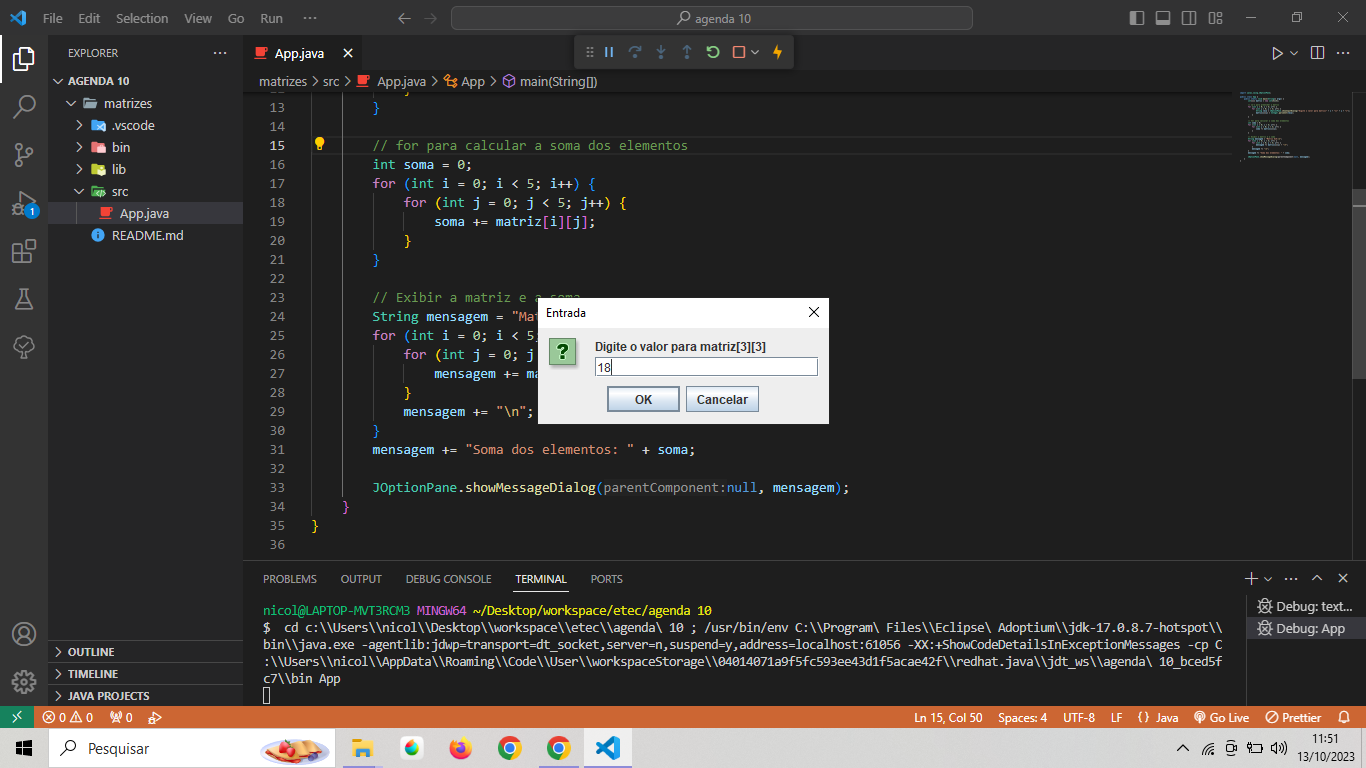 File Edit Selection View Go Run ··· agenda 10
EXPLORER ···
AGENDA 10
matrizes
.vscode
bin
lib
src
App.java
README.md
OUTLINE
TIMELINE
JAVA PROJECTS
1
App.java
matrizes > src > App.java > App > main(String[])
13 }
14
15 // for para calcular a soma dos elementos
16 int soma = 0;
17 for (int i = 0; i < 5; i++) {
18 for (int j = 0; j < 5; j++) {
19 soma += matriz[i][j];
20 }
21 }
22
23 // Exibir a matriz e a soma
24 String mensagem = "Mat
25 for (int i = 0; i < 5;
26 for (int j = 0; j
27 mensagem += ma
28 }
29 mensagem += "\n";
30 }
31 mensagem += "Soma dos elementos: " + soma;
32
33 JOptionPane.showMessageDialog(parentComponent:null, mensagem);
34 }
35 }
36
Entrada
Digite o valor para matriz[3][3]
18
OK Cancelar
PROBLEMS OUTPUT DEBUG CONSOLE TERMINAL PORTS
nicol@LAPTOP-MVT3RCM3 MINGW64 ~/Desktop/workspace/etec/agenda 10
$ cd c:\\Users\\nicol\\Desktop\\workspace\\etec\\agenda\ 10 ; /usr/bin/env C:\\Program\ Files\\Eclipse\ Adoptium\\jdk-17.0.8.7-hotspot\\
bin\\java.exe -agentlib:jdwp=transport=dt_socket,server=n,suspend=y,address=localhost:61056 -XX:+ShowCodeDetailsInExceptionMessages -cp C
:\\Users\\nicol\\AppData\\Roaming\\Code\\User\\workspaceStorage\\04014071a9f5fc593ee43d1f5acae42f\\redhat.java\\jdt_ws\\agenda\ 10_bced5f
c7\\bin App
Debug: text...
Debug: App
0 0 0 Ln 15, Col 50 Spaces: 4 UTF-8 LF {} Java Go Live Prettier
Pesquisar
11:51
13/10/2023